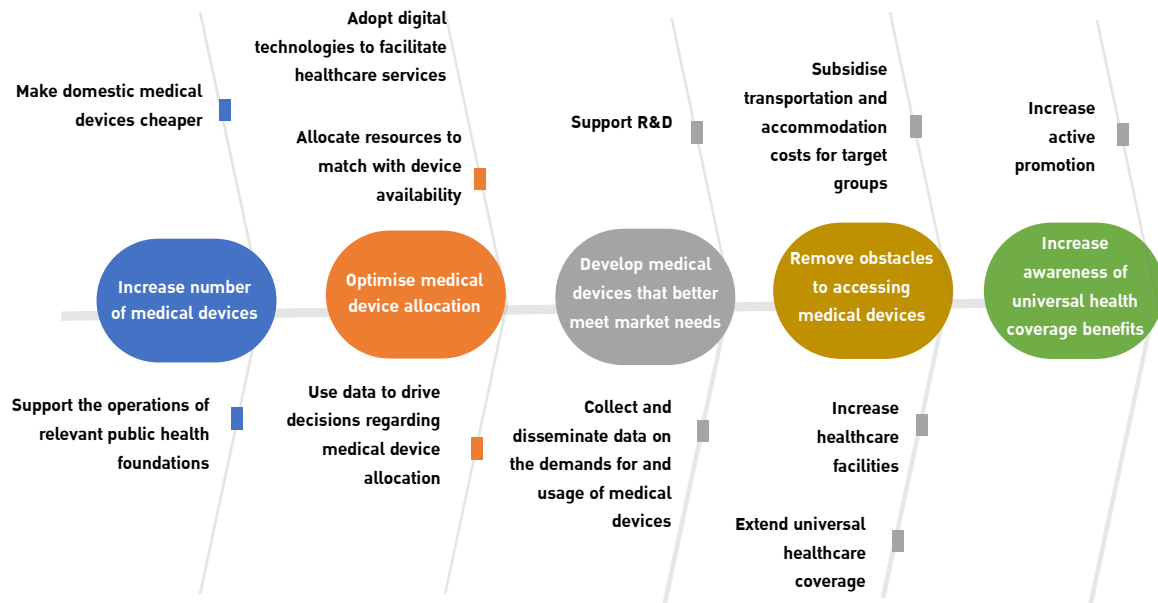 Make domestic medical
devices cheaper
Increase number
of medical devices
Support the operations of
relevant public health
foundations
Adopt digital
technologies to facilitate
healthcare services
Allocate resources to
match with device
availability
Optimise medical
device allocation
Use data to drive
decisions regarding
medical device
allocation
Support R&D
Develop medical
devices that better
meet market needs
Collect and
disseminate data on
the demands for and
usage of medical
devices
Subsidise
transportation and
accommodation
costs for target
groups
Remove obstacles
to accessing
medical devices
Increase
healthcare
facilities
Extend universal
healthcare
coverage
Increase
active
promotion
Increase
awareness of
universal health
coverage benefits